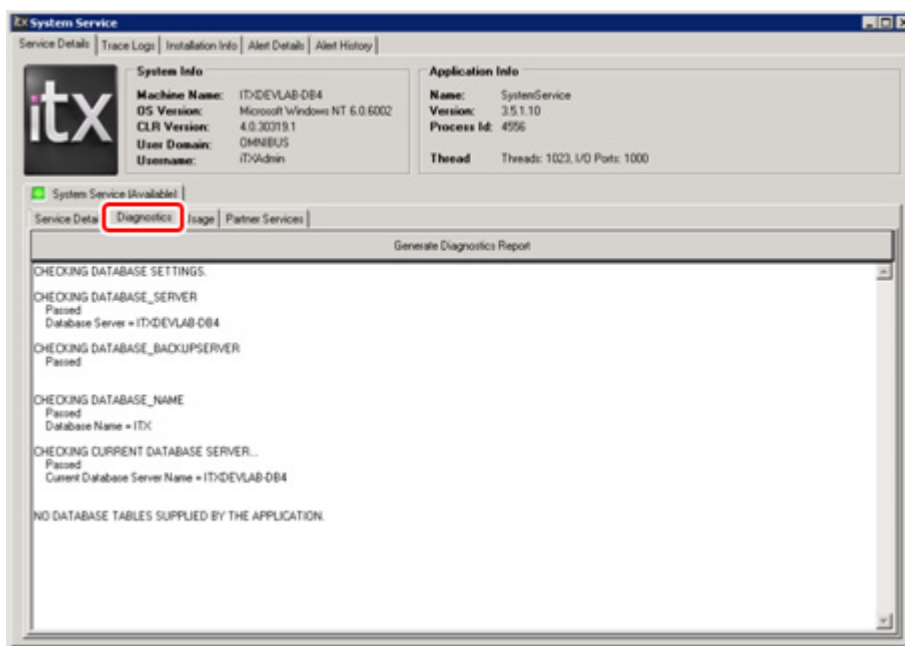 itx System Service
Service Details Trace Logs Installation Info Alert Details Alert History
itx
System Info
Machine Name: ITXDEVLAB-DB4
OS Version: Microsoft Windows NT 6.0.6002
CLR Version: 4.0.30319.1
User Domain: OMNIBUS
Username: iTXAdmin
Application Info
Name: SystemService
Version: 3.5.1.10
Process Id: 4556
Thread Threads: 1023, I/O Ports: 1000
System Service (Available)
Service Detai Diagnostics Usage Partner Services
Generate Diagnostics Report
CHECKING DATABASE SETTINGS.
CHECKING DATABASE_SERVER
Passed
Database Server = ITXDEVLAB-DB4
CHECKING DATABASE_BACKUPSERVER
Passed
CHECKING DATABASE_NAME
Passed
Database Name = ITX
CHECKING CURRENT DATABASE SERVER...
Passed
Current Database Server Name = ITXDEVLAB-DB4
NO DATABASE TABLES SUPPLIED BY THE APPLICATION.